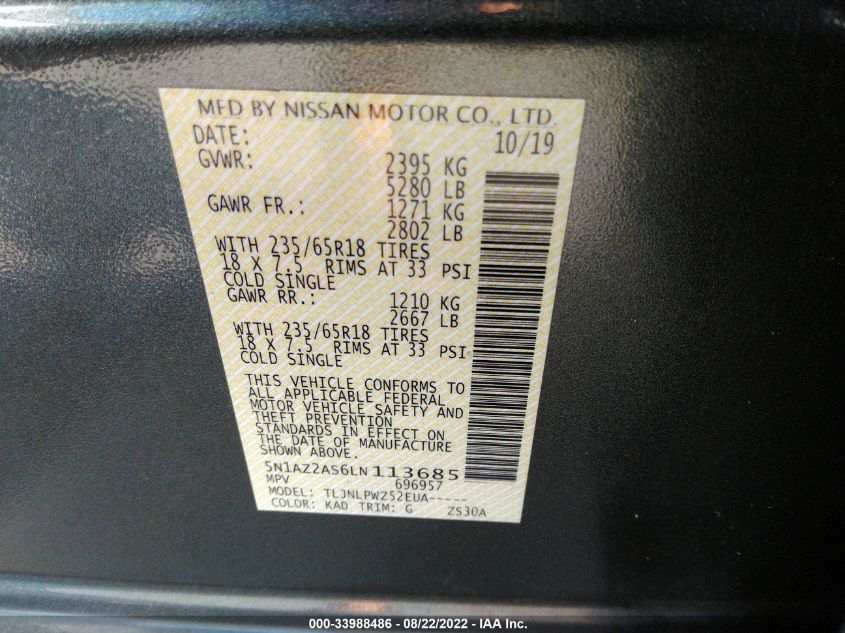 MFD BY NISSAN MOTOR CO., LTD.
DATE: 10/19
GVWR: 2395 KG
5280 LB
GAWR FR.: 1271 KG
2802 LB
WITH 235/65R18 TIRES
18 X 7.5 RIMS AT 33 PSI
COLD SINGLE
GAWR RR.: 1210 KG
2667 LB
WITH 235/65R18 TIRES
18 X 7.5 RIMS AT 33 PSI
COLD SINGLE
THIS VEHICLE CONFORMS TO
ALL APPLICABLE FEDERAL
MOTOR VEHICLE SAFETY AND
THEFT PREVENTION
STANDARDS IN EFFECT ON
THE DATE OF MANUFACTURE
SHOWN ABOVE.
5N1AZ2AS6LN113685
MPV 696957
MODEL: TLJNLPWZ52EUA-----
COLOR: KAD TRIM: G ZS30A
000-33988486 - 08/22/2022 - IAA Inc.